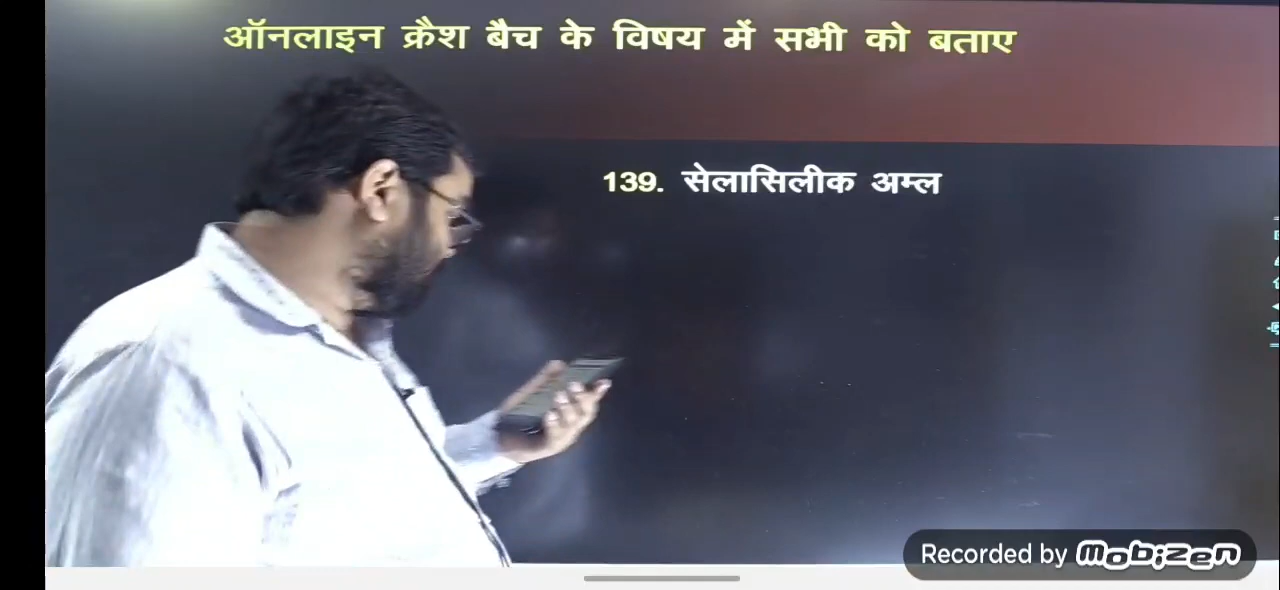 ऑनलाइन क्रैश बैच के विषय में सभी को बताए
139. सेलासिलीक अम्ल
Recorded by Mobizen